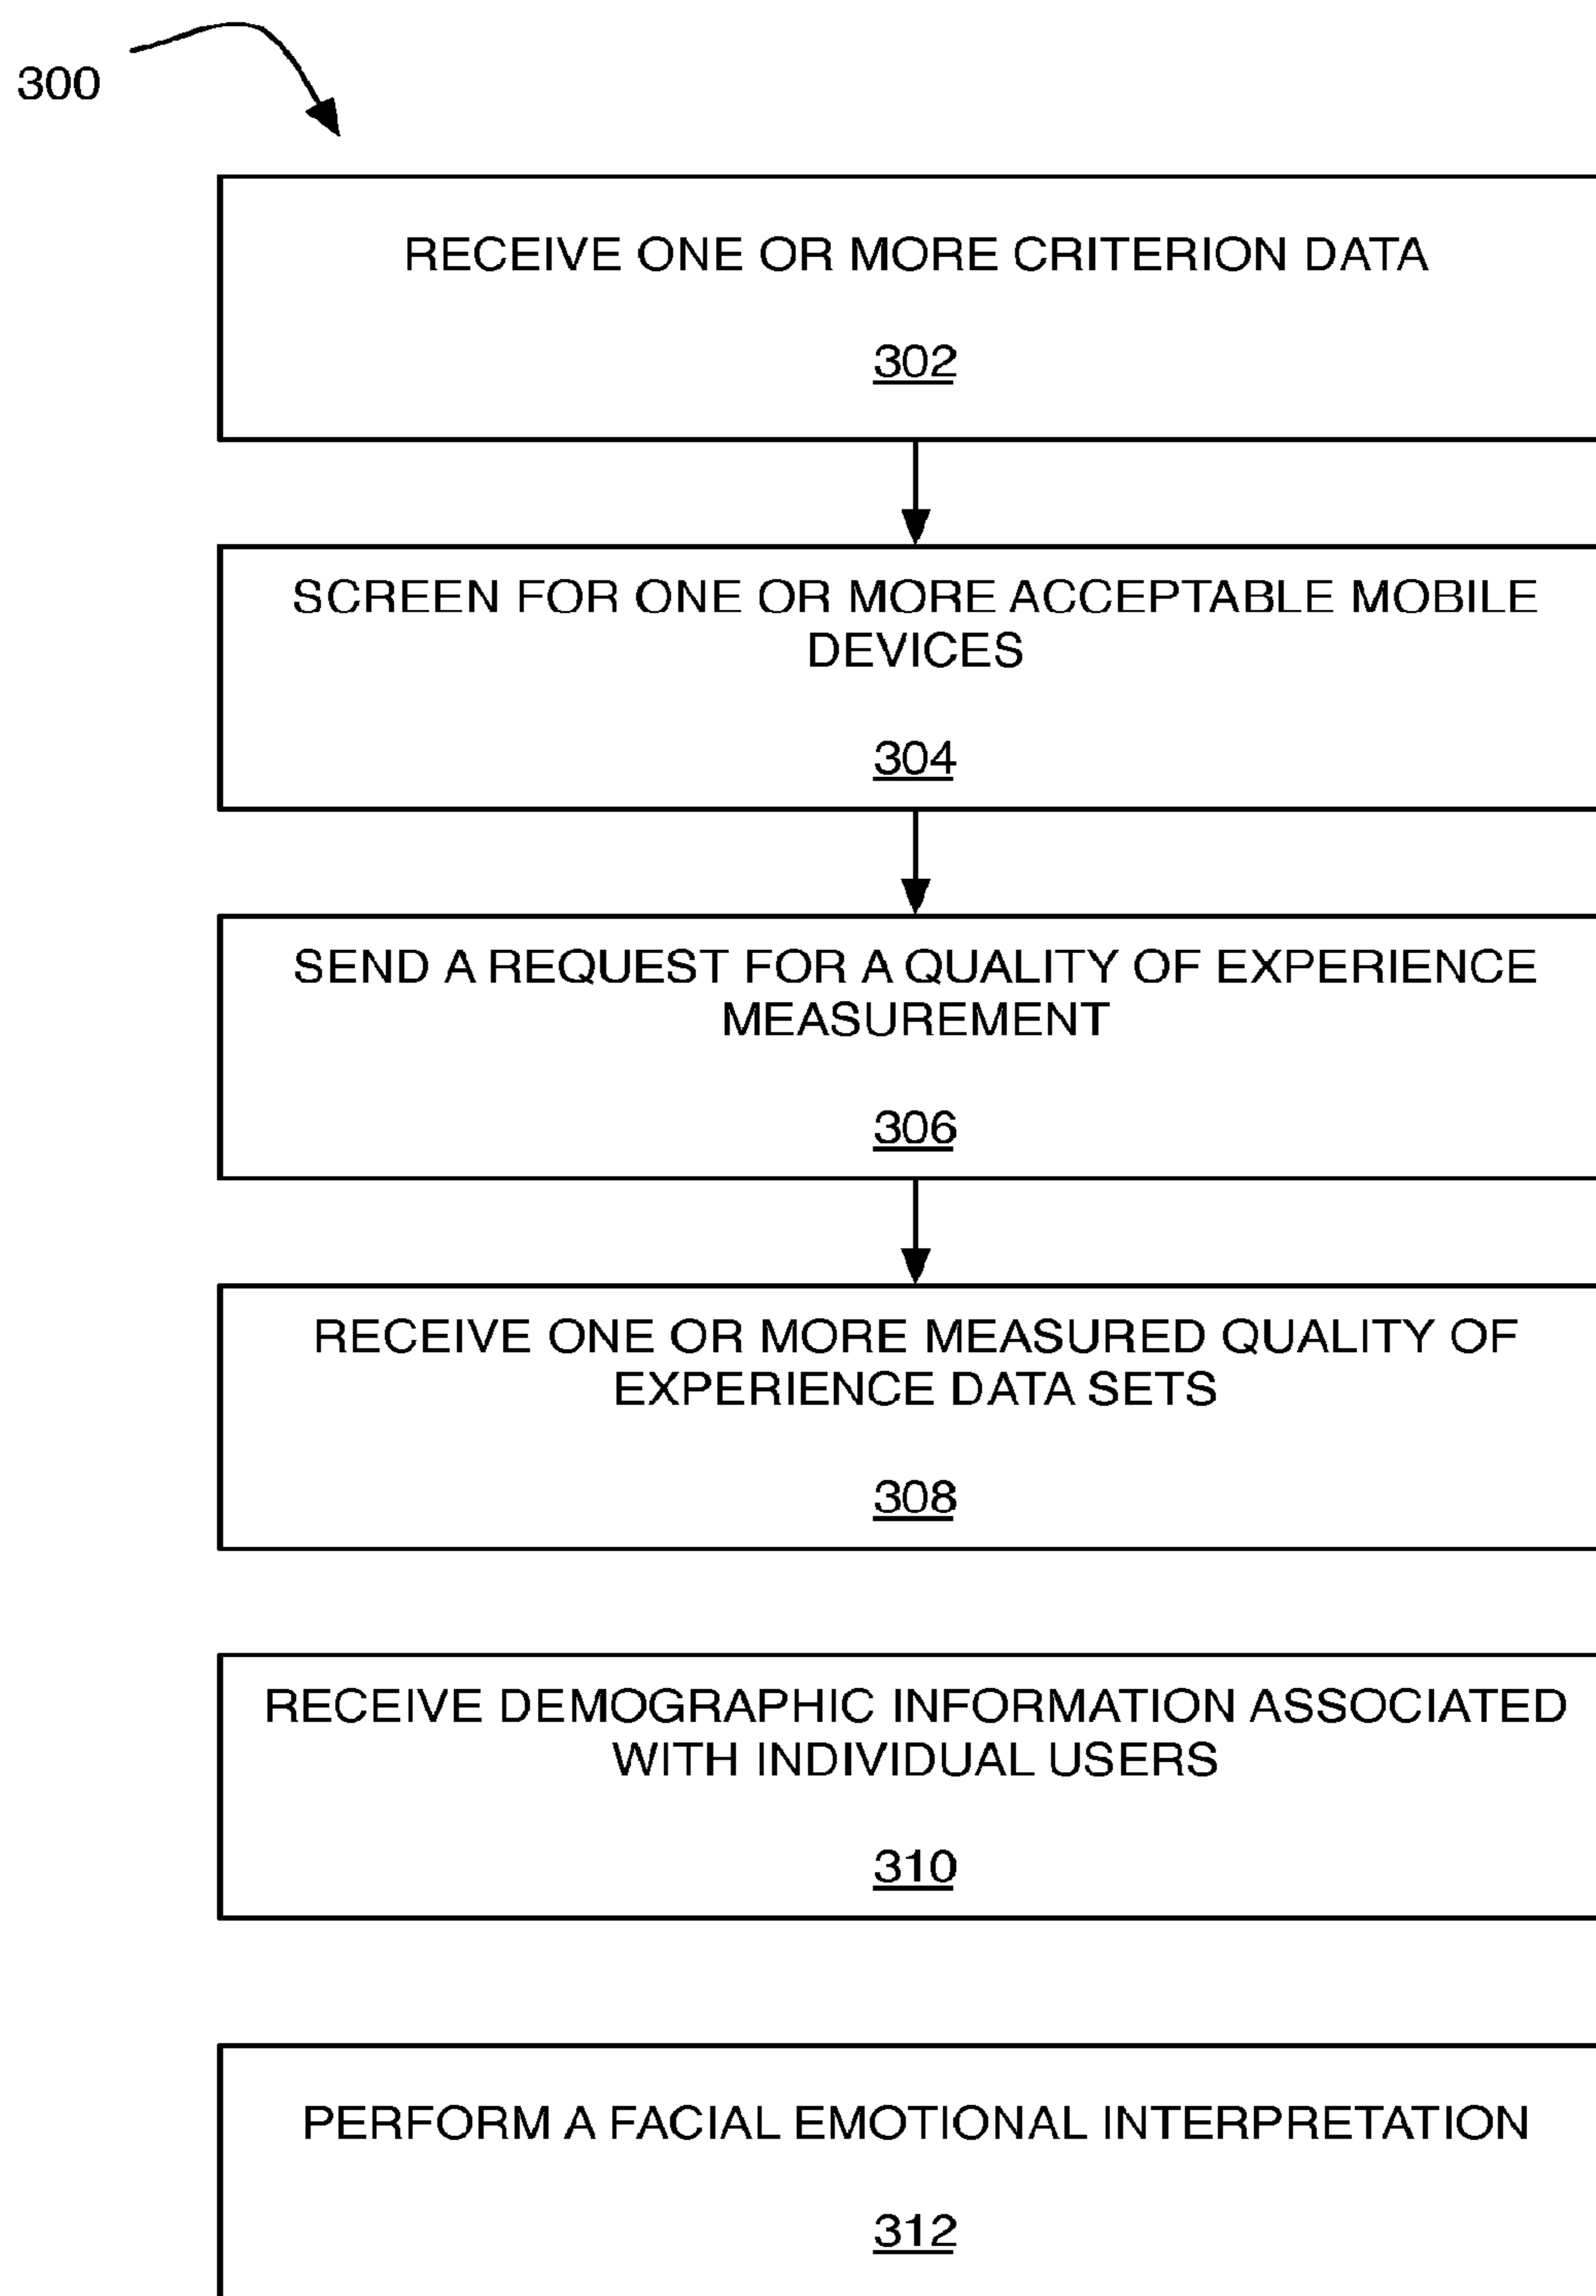 300
RECEIVE ONE OR MORE CRITERION DATA
302
SCREEN FOR ONE OR MORE ACCEPTABLE MOBILE
DEVICES
304
SEND A REQUEST FOR A QUALITY OF EXPERIENCE
MEASUREMENT
306
RECEIVE ONE OR MORE MEASURED QUALITY OF
EXPERIENCE DATA SETS
308
RECEIVE DEMOGRAPHIC INFORMATION ASSOCIATED
WITH INDIVIDUAL USERS
310
PERFORM A FACIAL EMOTIONAL INTERPRETATION
312